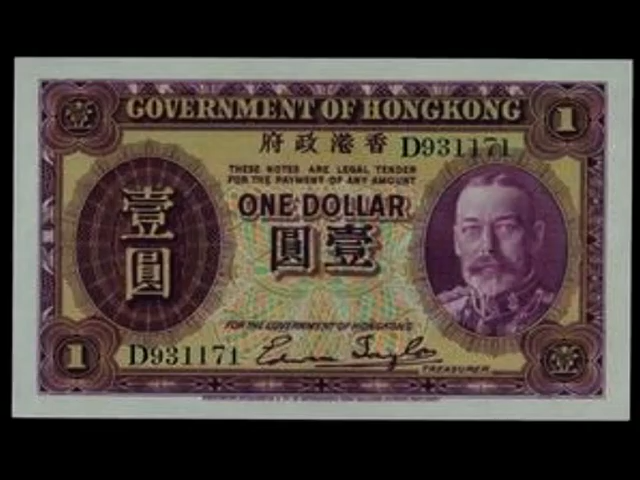 GOVERNMENT OF HONGKONG
1
府政港香 D931171
THESE NOTES ARE LEGAL TENDER
FOR THE PAYMENT OF ANY AMOUNT
ONE DOLLAR
圓壹
壹圓
FOR THE GOVERNMENT OF HONGKONG
1
D931171
TREASURER